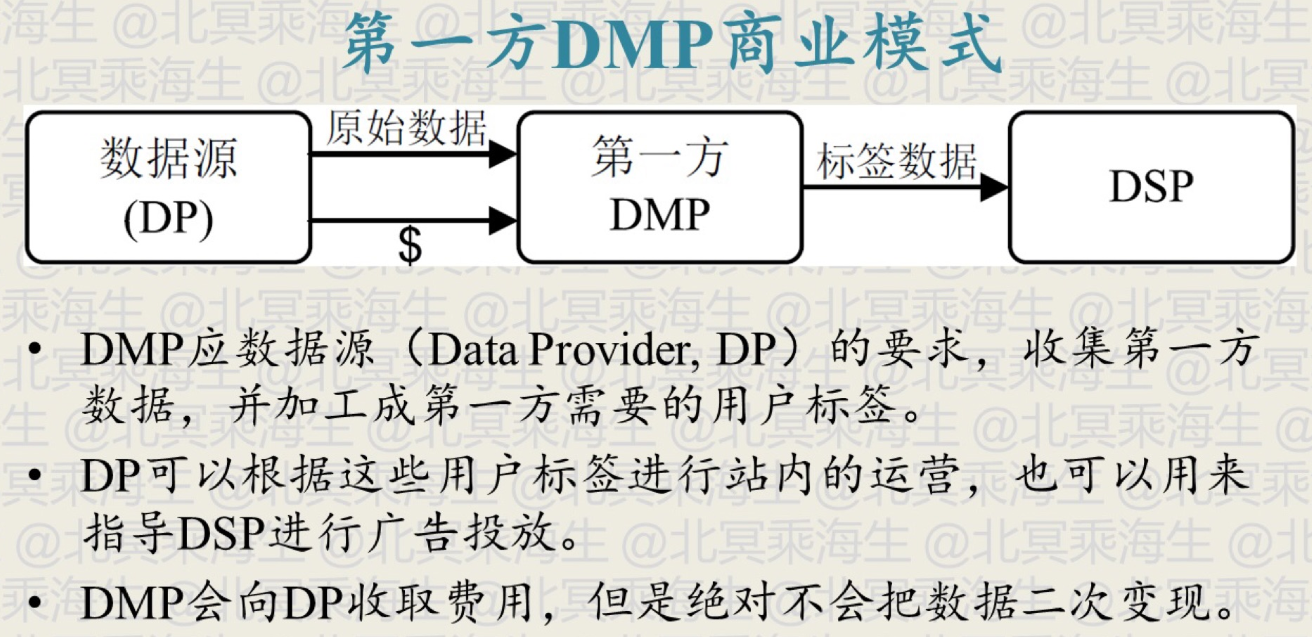 第一方DMP商业模式
数据源
(DP)
原始数据
$
第一方
DMP
标签数据
DSP
• DMP应数据源（Data Provider, DP）的要求，收集第一方
数据，并加工成第一方需要的用户标签。
• DP可以根据这些用户标签进行站内的运营，也可以用来
指导DSP进行广告投放。
• DMP会向DP收取费用，但是绝对不会把数据二次变现。
@北冥乘海生